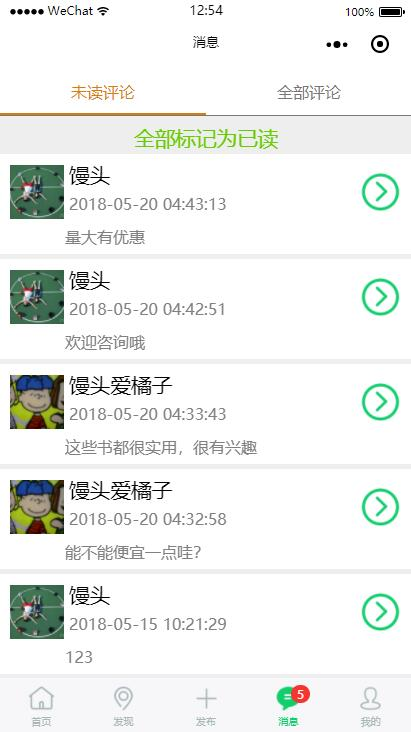 WeChat 12:54 100%
消息
未读评论 全部评论
全部标记为已读
馒头
2018-05-20 04:43:13
量大有优惠
馒头
2018-05-20 04:42:51
欢迎咨询哦
馒头爱橘子
2018-05-20 04:33:43
这些书都很实用，很有兴趣
馒头爱橘子
2018-05-20 04:32:58
能不能便宜一点哇？
馒头
2018-05-15 10:21:29
123
5
首页 发现 发布 消息 我的